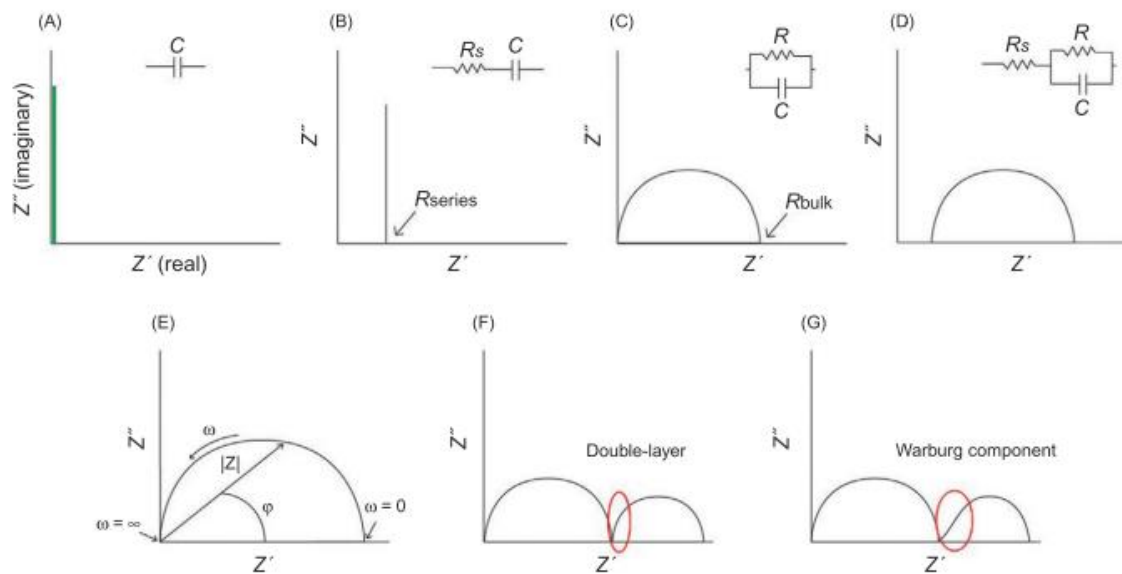 (A)
C
Z″ (imaginary)
Z′ (real)
(B)
Rs
C
Z″
Rseries
Z′
(C)
R
C
Z″
Rbulk
Z′
(D)
Rs
R
C
Z″
Z′
(E)
Z″
ω
|Z|
φ
ω = 0
ω = ∞
Z′
(F)
Z″
Double-layer
Z′
(G)
Z″
Warburg component
Z′